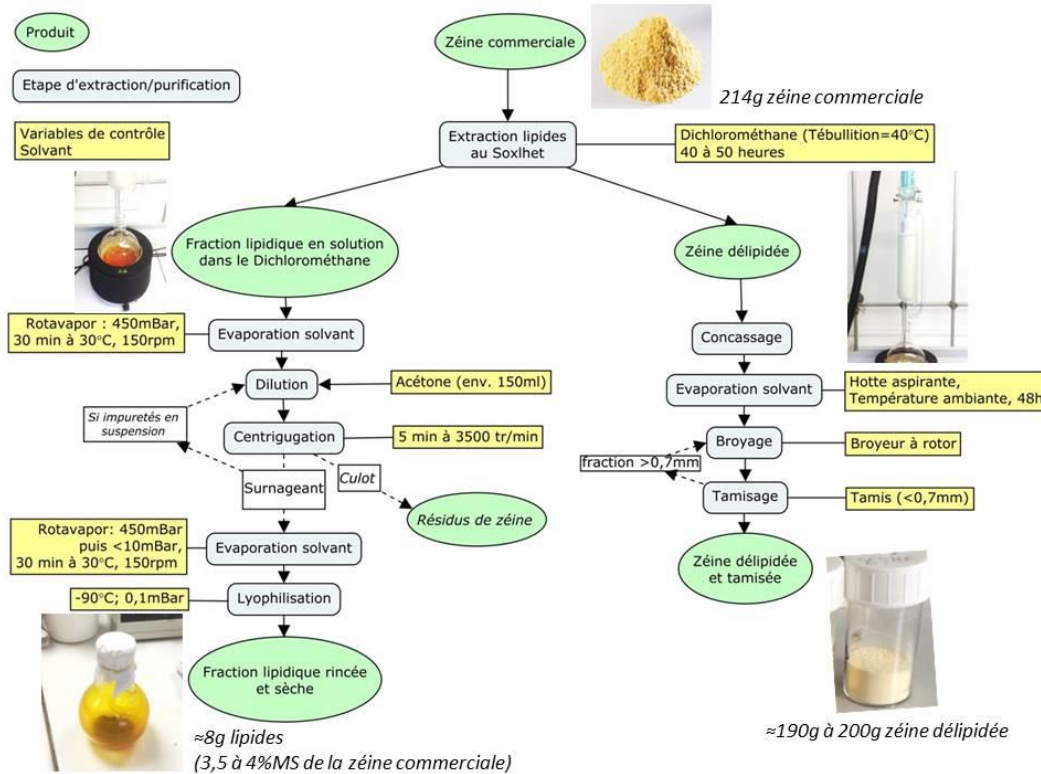 Produit
Etape d'extraction/purification
Variables de contrôle
Solvant
Zéine commerciale
214g zéine commerciale
Extraction lipides
au Soxlhet
Dichlorométhane (Tébullition=40°C)
40 à 50 heures
Fraction lipidique en solution
dans le Dichlorométhane
Rotavapor : 450mBar,
30 min à 30°C, 150rpm
Evaporation solvant
Dilution
Acétone (env. 150ml)
Si impuretés en
suspension
Centrigugation
5 min à 3500 tr/min
Surnageant
Culot
Résidus de zéine
Rotavapor: 450mBar
puis <10mBar,
30 min à 30°C, 150rpm
Evaporation solvant
-90°C; 0,1mBar
Lyophilisation
Fraction lipidique rincée
et sèche
≈8g lipides
(3,5 à 4%MS de la zéine commerciale)
Zéine délipidée
Concassage
Evaporation solvant
Hotte aspirante,
Température ambiante, 48h
Broyage
Broyeur à rotor
fraction >0,7mm
Tamisage
Tamis (<0,7mm)
Zéine délipidée
et tamisée
≈190g à 200g zéine délipidée